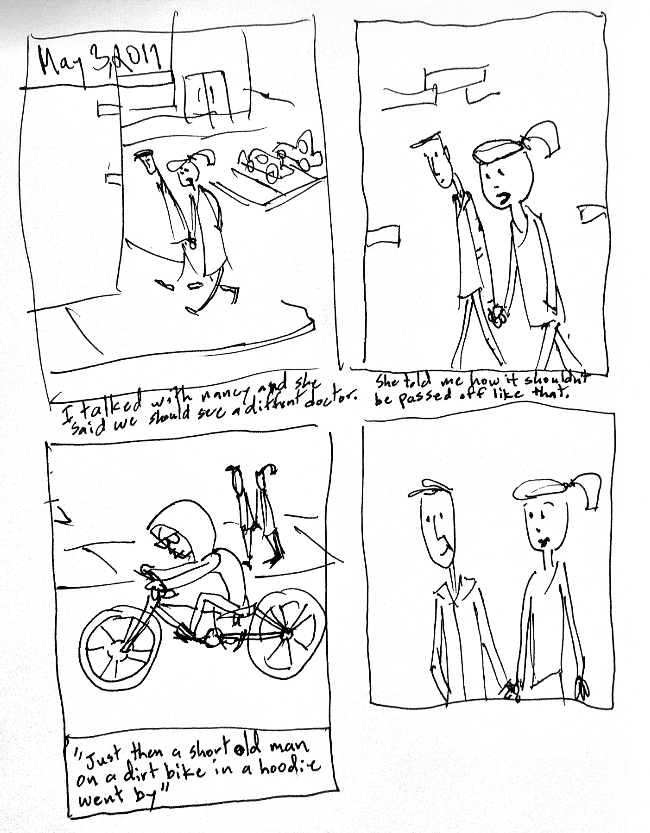 May 3, 2011
I talked with nancy and she
said we should see a diffrnt doctor.
She told me how it shouldn't
be passed off like that.
"Just then a short old man
on a dirt bike in a hoodie
went by"